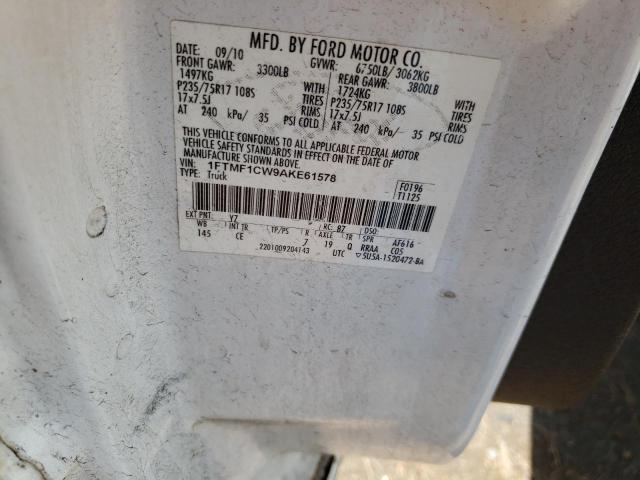 MFD. BY FORD MOTOR CO.
DATE: 09/10 GVWR: 6750LB/ 3062KG
FRONT GAWR: 3300LB REAR GAWR: 3800LB
1497KG WITH 1724KG WITH
P235/75R17 108S TIRES P235/75R17 108S TIRES
17x7.5J RIMS 17x7.5J RIMS
AT 240 kPa/ 35 PSI COLD AT 240 kPa/ 35 PSI COLD
THIS VEHICLE CONFORMS TO ALL APPLICABLE FEDERAL MOTOR
VEHICLE SAFETY STANDARDS IN EFFECT ON THE DATE OF
MANUFACTURE SHOWN ABOVE.
VIN: 1FTMF1CW9AKE61578
TYPE: Truck
F0196
T1125
EXT PNT: YZ RC: 87 DSO:
WB INT TR TP/PS R AXLE TR SPR AF616
145 CE 7 19 Q RRAA C05
2201009204143 UTC ▽5U5A-1520472-BA